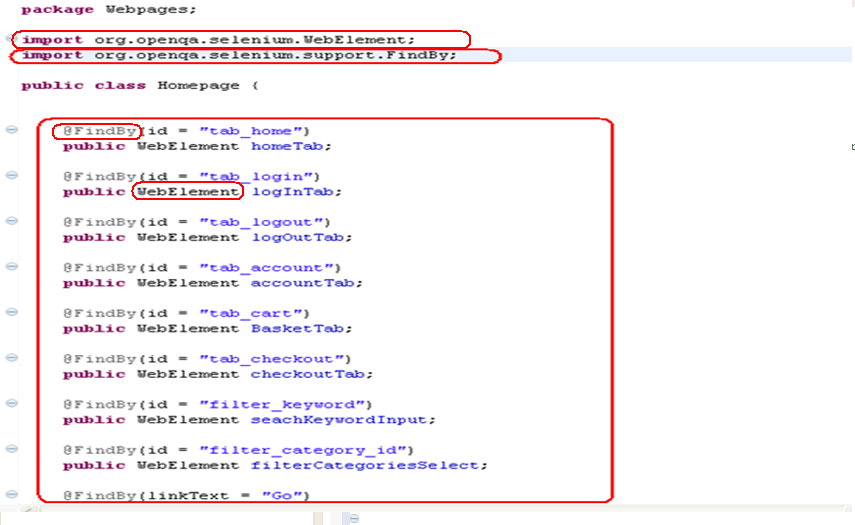 package Webpages;
import org.openqa.selenium.WebElement;
import org.openqa.selenium.support.FindBy;
public class Homepage {
@FindBy(id = "tab_home")
public WebElement homeTab;
@FindBy(id = "tab_login")
public WebElement logInTab;
@FindBy(id = "tab_logout")
public WebElement logOutTab;
@FindBy(id = "tab_account")
public WebElement accountTab;
@FindBy(id = "tab_cart")
public WebElement BasketTab;
@FindBy(id = "tab_checkout")
public WebElement checkoutTab;
@FindBy(id = "filter_keyword")
public WebElement seachKeywordInput;
@FindBy(id = "filter_category_id")
public WebElement filterCategoriesSelect;
@FindBy(linkText = "Go")